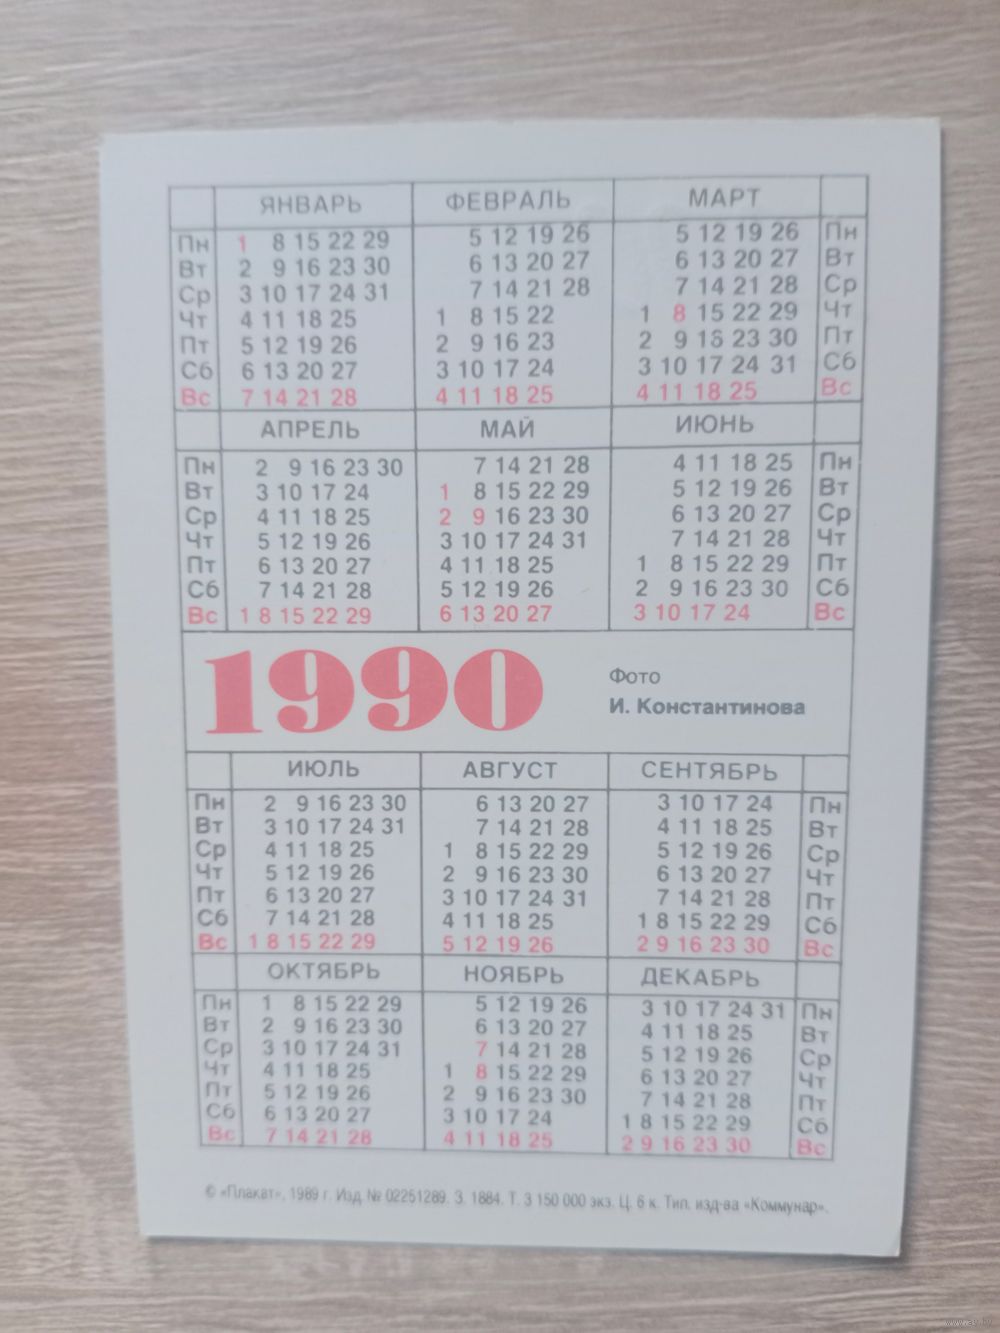 ЯНВАРЬ ФЕВРАЛЬ МАРТ
Пн 1 8 15 22 29 5 12 19 26 5 12 19 26 Пн
Вт 2 9 16 23 30 6 13 20 27 6 13 20 27 Вт
Ср 3 10 17 24 31 7 14 21 28 7 14 21 28 Ср
Чт 4 11 18 25 1 8 15 22 1 8 15 22 29 Чт
Пт 5 12 19 26 2 9 16 23 2 9 16 23 30 Пт
Сб 6 13 20 27 3 10 17 24 3 10 17 24 31 Сб
Вс 7 14 21 28 4 11 18 25 4 11 18 25 Вс
АПРЕЛЬ МАЙ ИЮНЬ
Пн 2 9 16 23 30 7 14 21 28 4 11 18 25 Пн
Вт 3 10 17 24 1 8 15 22 29 5 12 19 26 Вт
Ср 4 11 18 25 2 9 16 23 30 6 13 20 27 Ср
Чт 5 12 19 26 3 10 17 24 31 7 14 21 28 Чт
Пт 6 13 20 27 4 11 18 25 1 8 15 22 29 Пт
Сб 7 14 21 28 5 12 19 26 2 9 16 23 30 Сб
Вс 1 8 15 22 29 6 13 20 27 3 10 17 24 Вс
1990
Фото
И. Константинова
ИЮЛЬ АВГУСТ СЕНТЯБРЬ
Пн 2 9 16 23 30 6 13 20 27 3 10 17 24 Пн
Вт 3 10 17 24 31 7 14 21 28 4 11 18 25 Вт
Ср 4 11 18 25 1 8 15 22 29 5 12 19 26 Ср
Чт 5 12 19 26 2 9 16 23 30 6 13 20 27 Чт
Пт 6 13 20 27 3 10 17 24 31 7 14 21 28 Пт
Сб 7 14 21 28 4 11 18 25 1 8 15 22 29 Сб
Вс 1 8 15 22 29 5 12 19 26 2 9 16 23 30 Вс
ОКТЯБРЬ НОЯБРЬ ДЕКАБРЬ
Пн 1 8 15 22 29 5 12 19 26 3 10 17 24 31 Пн
Вт 2 9 16 23 30 6 13 20 27 4 11 18 25 Вт
Ср 3 10 17 24 31 7 14 21 28 5 12 19 26 Ср
Чт 4 11 18 25 1 8 15 22 29 6 13 20 27 Чт
Пт 5 12 19 26 2 9 16 23 30 7 14 21 28 Пт
Сб 6 13 20 27 3 10 17 24 1 8 15 22 29 Сб
Вс 7 14 21 28 4 11 18 25 2 9 16 23 30 Вс
© «Плакат», 1989 г. Изд. № 02251289. З. 1884. Т. 3 150 000 экз. Ц. 6 к. Тип. изд-ва «Коммунар».